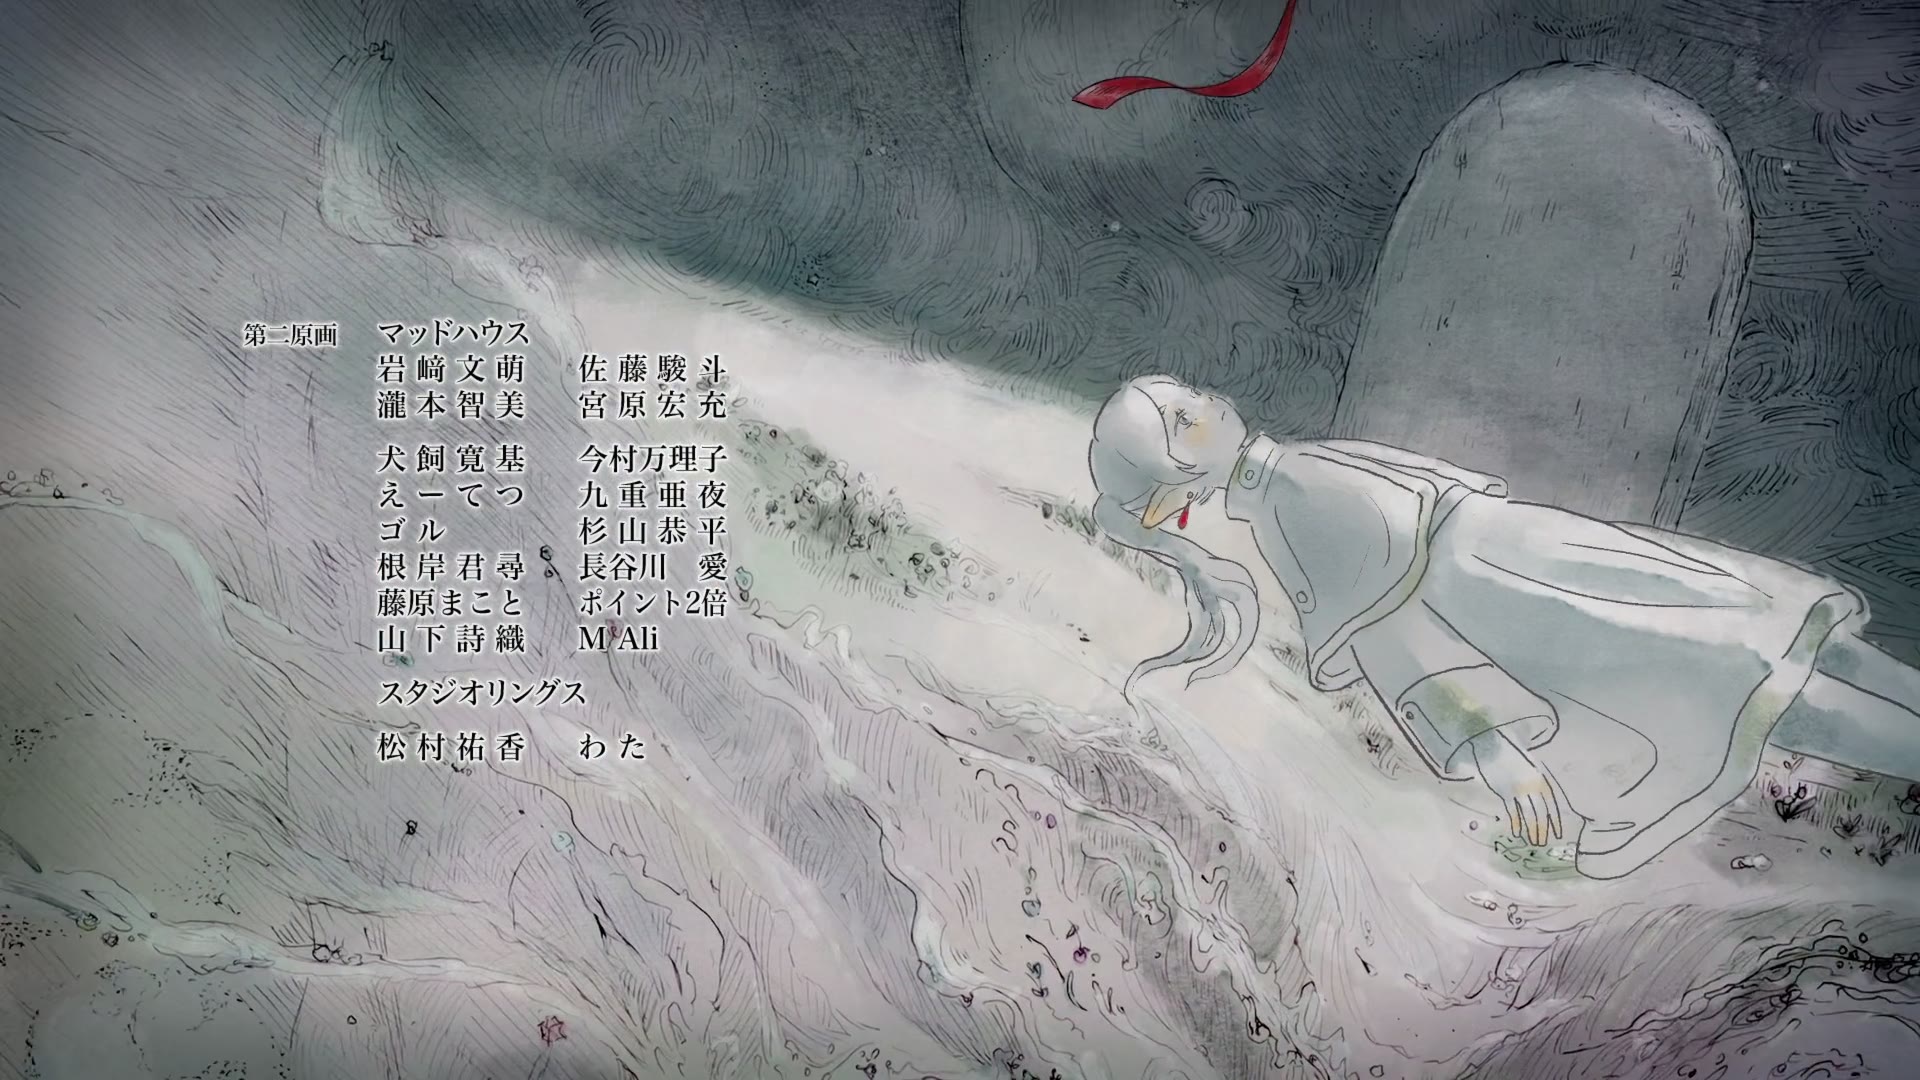 第二原画 マッドハウス
岩﨑文萌 佐藤駿斗
瀧本智美 宮原宏充
犬飼寛基 今村万理子
えーてつ 九重亜夜
ゴル 杉山恭平
根岸君尋 長谷川 愛
藤原まこと ポイント2倍
山下詩織 M Ali
スタジオリングス
松村祐香 わた